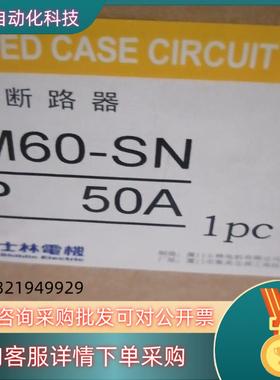 自动化科技
ED CASE CIRCUIT
断路器
M60-SN
P 50A
1pc
士林電機
Shihlin Electric
321949929
咨询采购批发可对公开票
客服详情下单采购